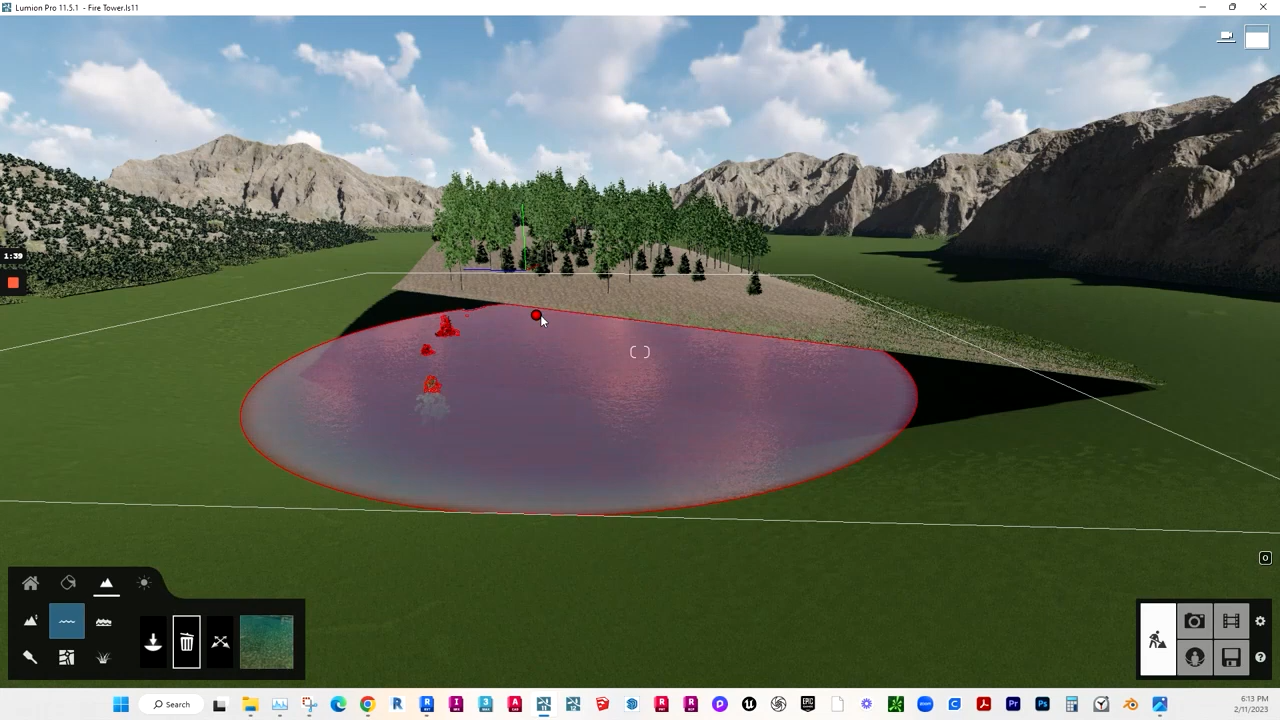 Lumion Pro 11.5.1 - Fire Tower.ls11
1:39
O
?
Search
6:13 PM
2/11/2023